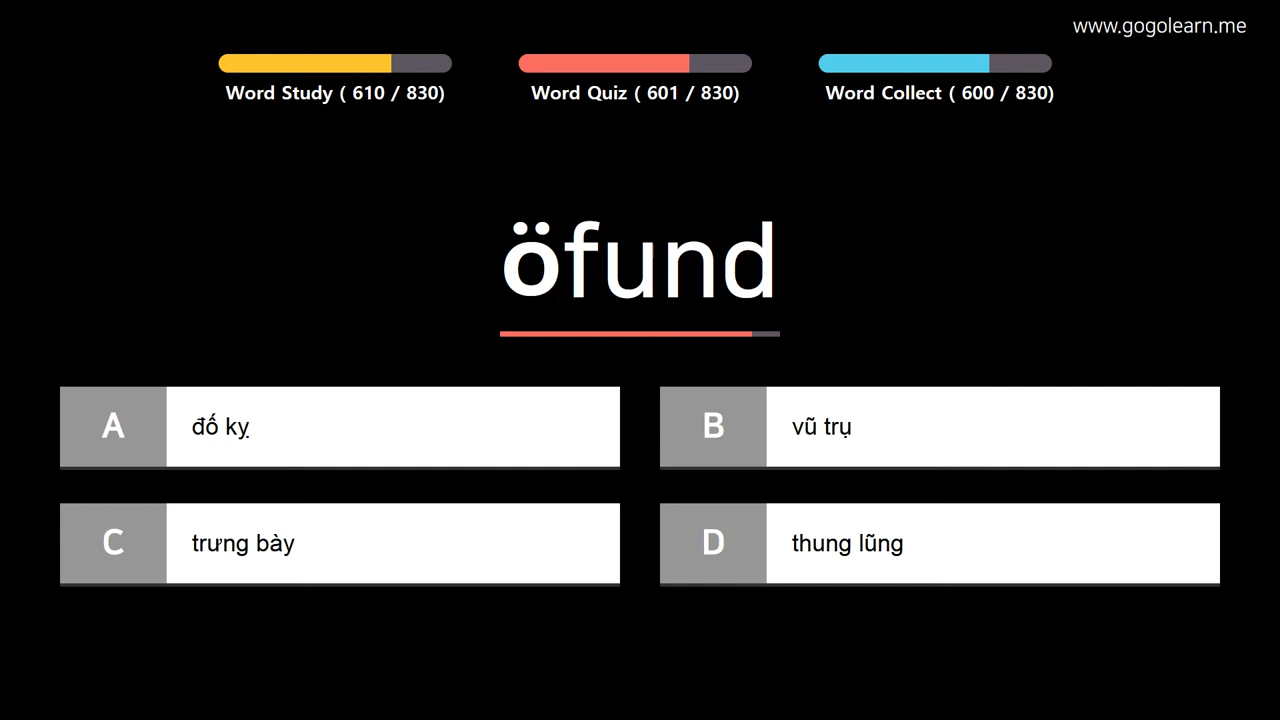 www.gogolearn.me
Word Study ( 610 / 830)
Word Quiz ( 601 / 830)
Word Collect ( 600 / 830)
öfund
A đố kỵ
B vũ trụ
C trưng bày
D thung lũng